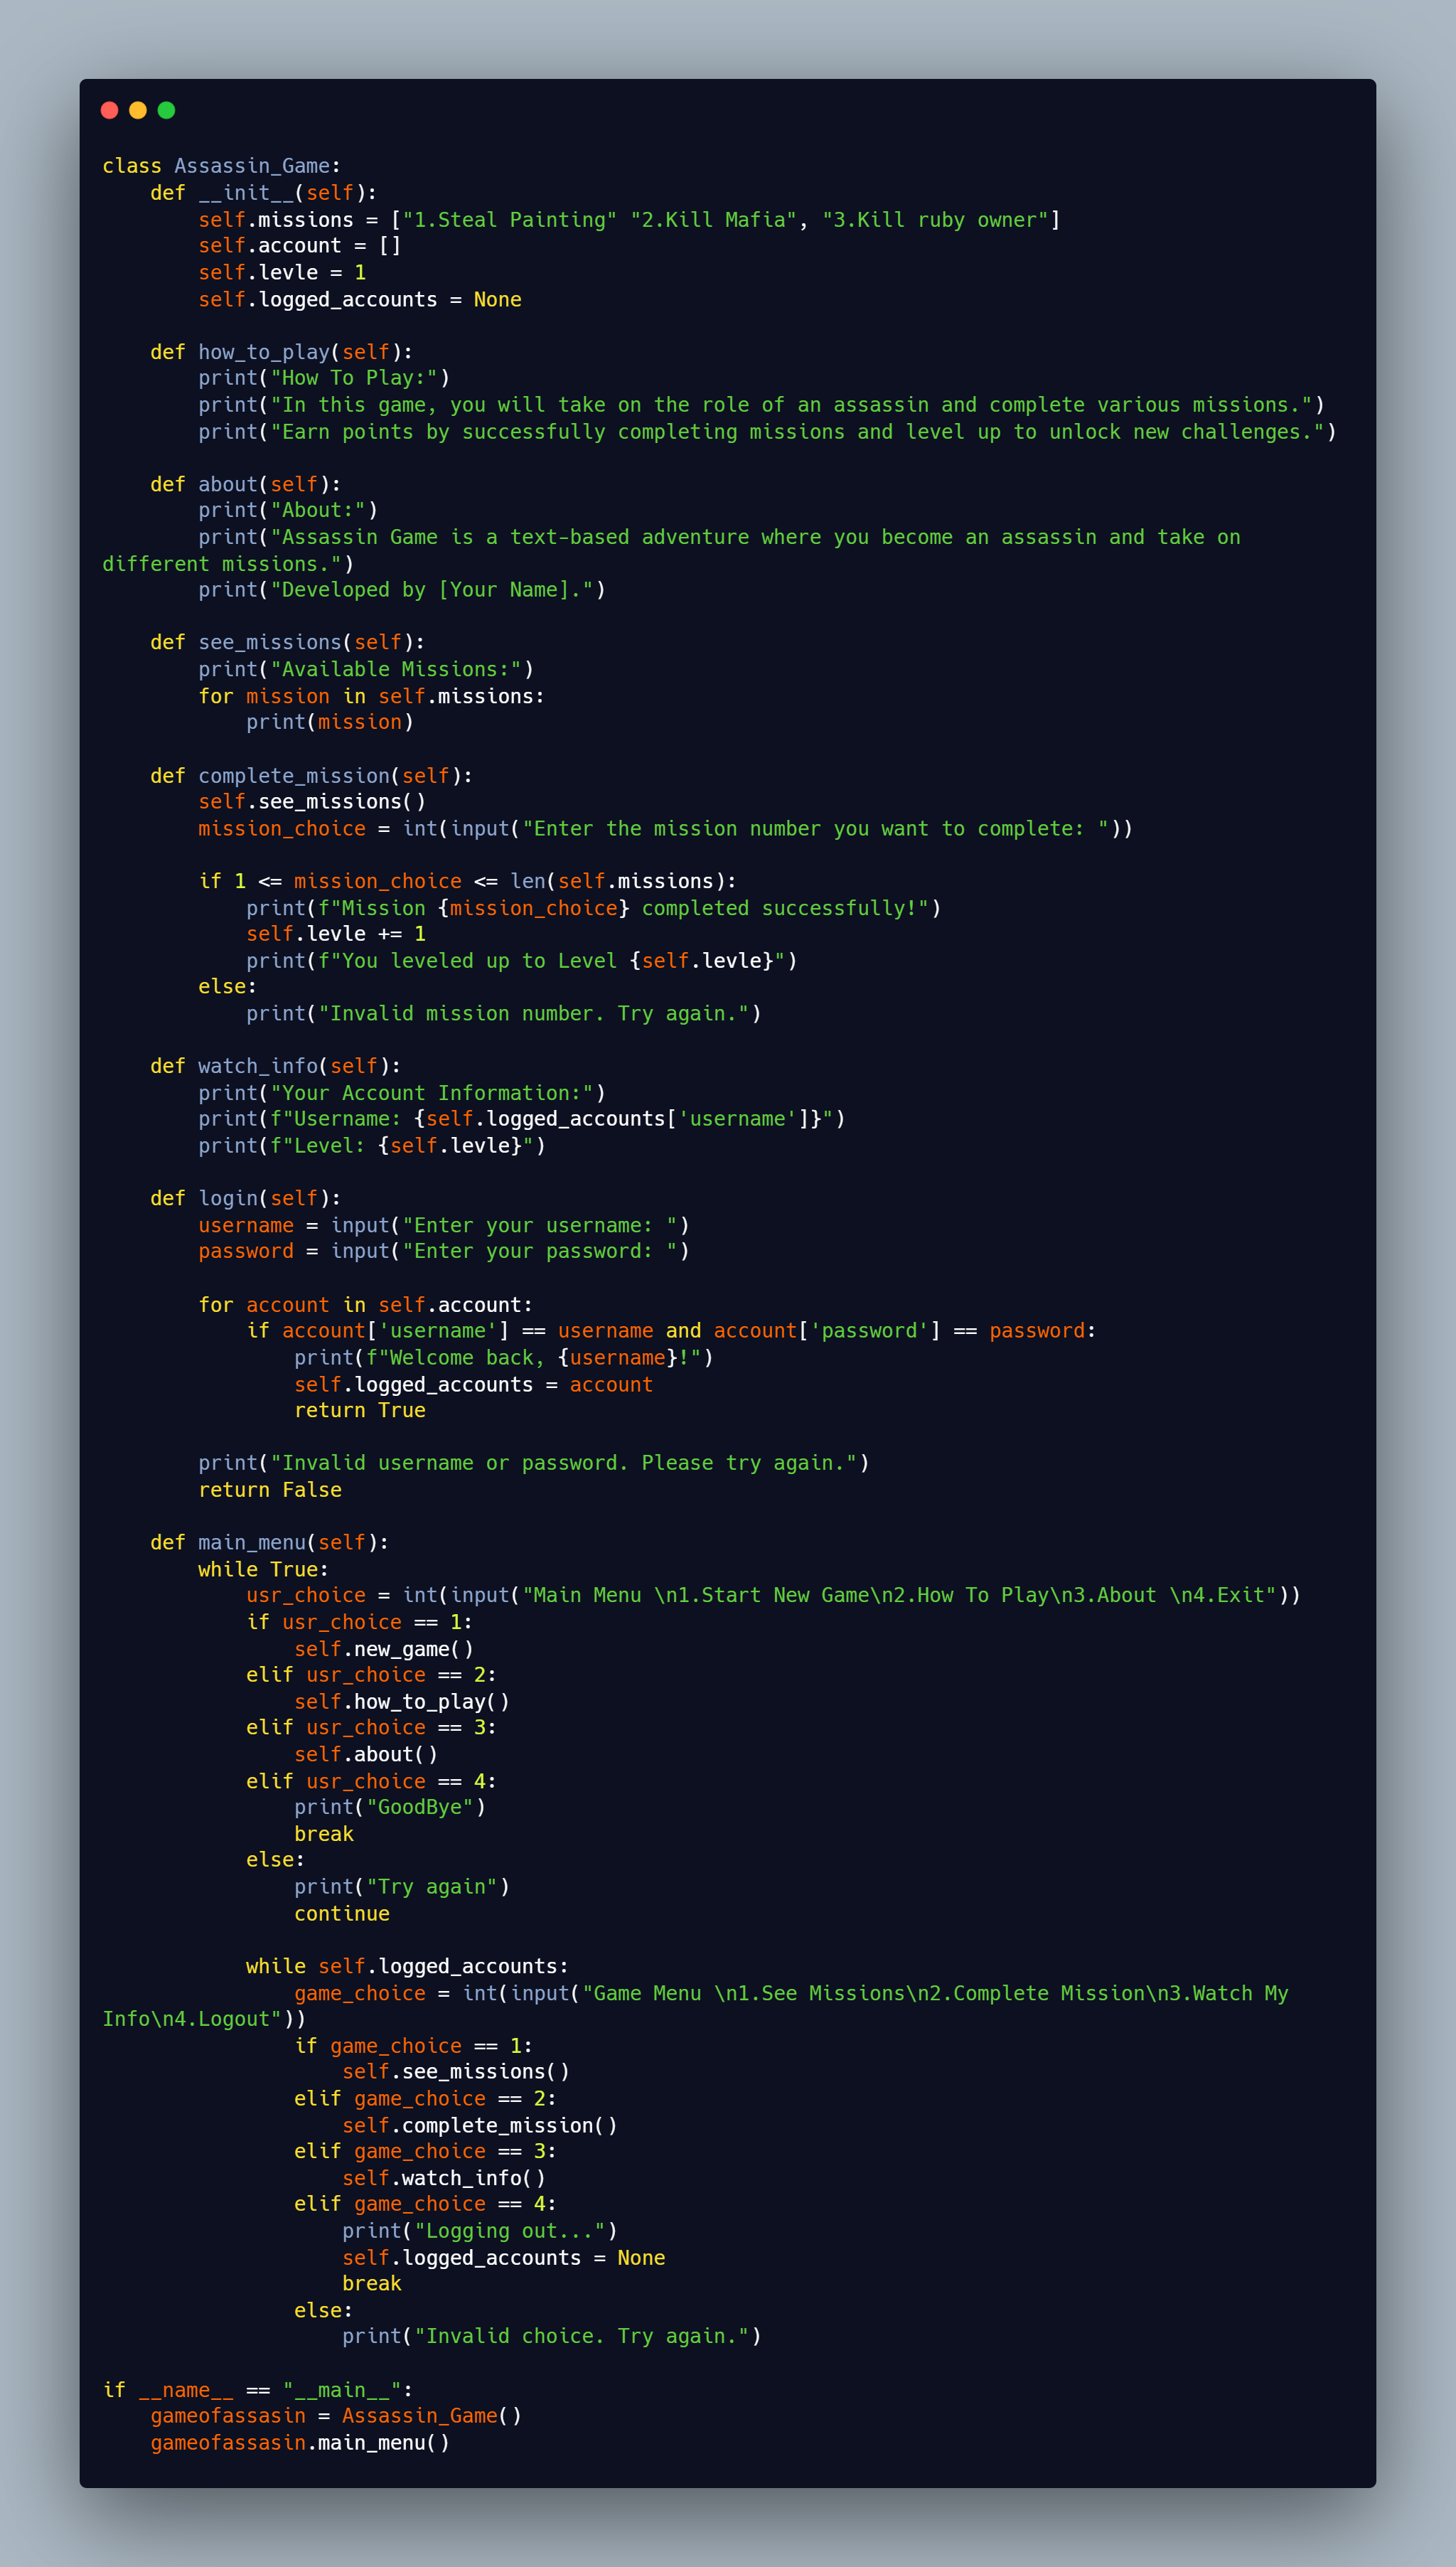 class Assassin_Game:
    def __init__(self):
        self.missions = ["1.Steal Painting" "2.Kill Mafia", "3.Kill ruby owner"]
        self.account = []
        self.levle = 1
        self.logged_accounts = None

    def how_to_play(self):
        print("How To Play:")
        print("In this game, you will take on the role of an assassin and complete various missions.")
        print("Earn points by successfully completing missions and level up to unlock new challenges.")

    def about(self):
        print("About:")
        print("Assassin Game is a text-based adventure where you become an assassin and take on
different missions.")
        print("Developed by [Your Name].")

    def see_missions(self):
        print("Available Missions:")
        for mission in self.missions:
            print(mission)

    def complete_mission(self):
        self.see_missions()
        mission_choice = int(input("Enter the mission number you want to complete: "))

        if 1 <= mission_choice <= len(self.missions):
            print(f"Mission {mission_choice} completed successfully!")
            self.levle += 1
            print(f"You leveled up to Level {self.levle}")
        else:
            print("Invalid mission number. Try again.")

    def watch_info(self):
        print("Your Account Information:")
        print(f"Username: {self.logged_accounts['username']}")
        print(f"Level: {self.levle}")

    def login(self):
        username = input("Enter your username: ")
        password = input("Enter your password: ")

        for account in self.account:
            if account['username'] == username and account['password'] == password:
                print(f"Welcome back, {username}!")
                self.logged_accounts = account
                return True

        print("Invalid username or password. Please try again.")
        return False

    def main_menu(self):
        while True:
            usr_choice = int(input("Main Menu \n1.Start New Game\n2.How To Play\n3.About \n4.Exit"))
            if usr_choice == 1:
                self.new_game()
            elif usr_choice == 2:
                self.how_to_play()
            elif usr_choice == 3:
                self.about()
            elif usr_choice == 4:
                print("GoodBye")
                break
            else:
                print("Try again")
                continue

            while self.logged_accounts:
                game_choice = int(input("Game Menu \n1.See Missions\n2.Complete Mission\n3.Watch My
Info\n4.Logout"))
                if game_choice == 1:
                    self.see_missions()
                elif game_choice == 2:
                    self.complete_mission()
                elif game_choice == 3:
                    self.watch_info()
                elif game_choice == 4:
                    print("Logging out...")
                    self.logged_accounts = None
                    break
                else:
                    print("Invalid choice. Try again.")

if __name__ == "__main__":
    gameofassasin = Assassin_Game()
    gameofassasin.main_menu()